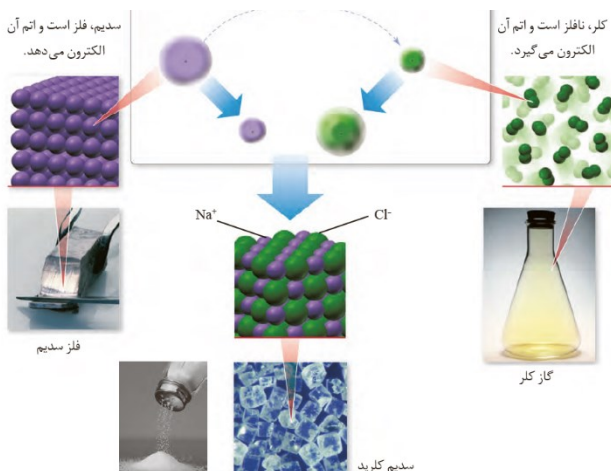 کلر، نافلز است و اتم آن
الکترون می‌گیرد.
سدیم، فلز است و اتم آن
الکترون می‌دهد.
Na⁺
Cl⁻
فلز سدیم
گاز کلر
سدیم کلرید